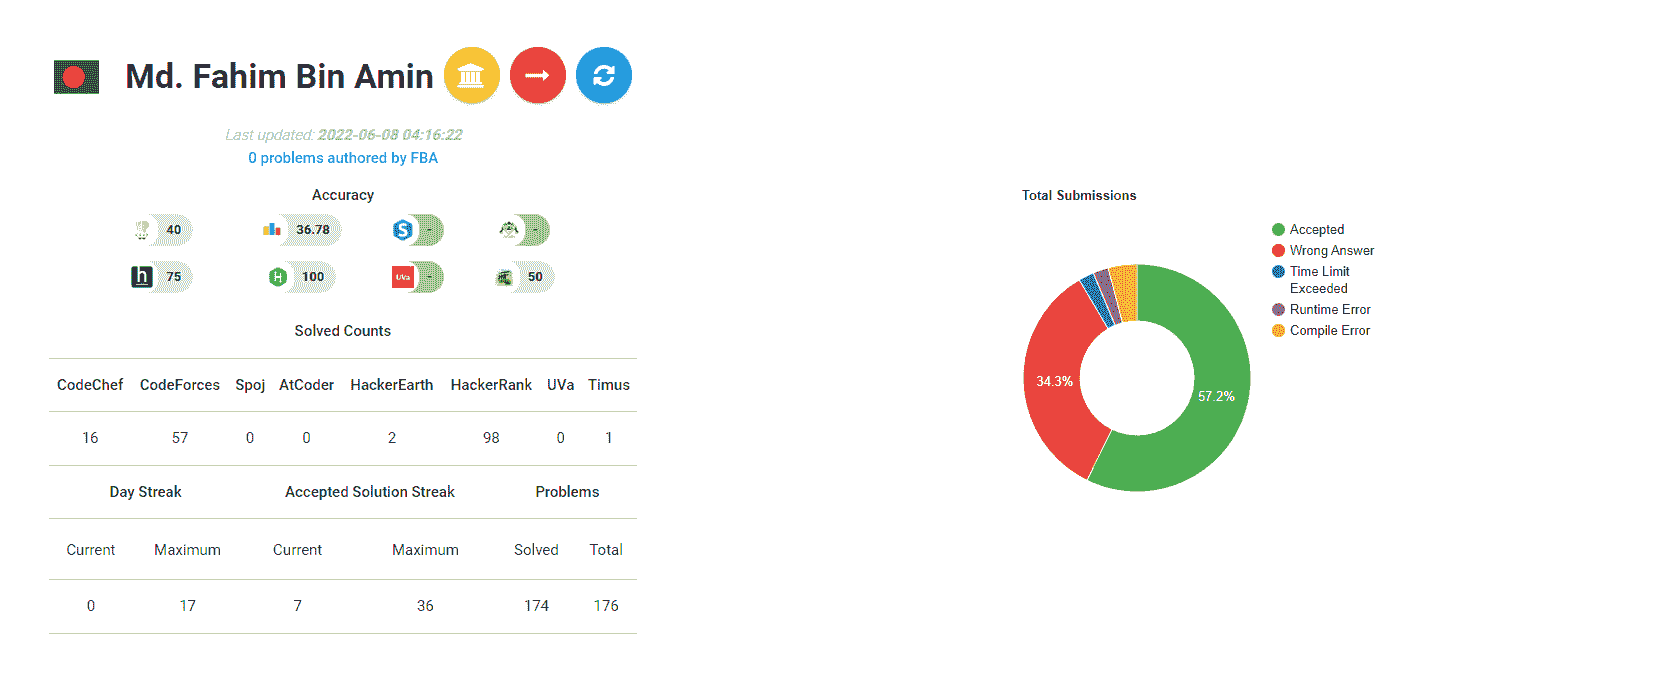 Md. Fahim Bin Amin
Last updated: 2022-06-08 04:16:22
0 problems authored by FBA
Accuracy
40 36.78 - -
h 75 H 100 UVa - 50
Solved Counts
CodeChef CodeForces Spoj AtCoder HackerEarth HackerRank UVa Timus
16 57 0 0 2 98 0 1
Day Streak Accepted Solution Streak Problems
Current Maximum Current Maximum Solved Total
0 17 7 36 174 176
Total Submissions
34.3%
57.2%
Accepted
Wrong Answer
Time Limit
Exceeded
Runtime Error
Compile Error